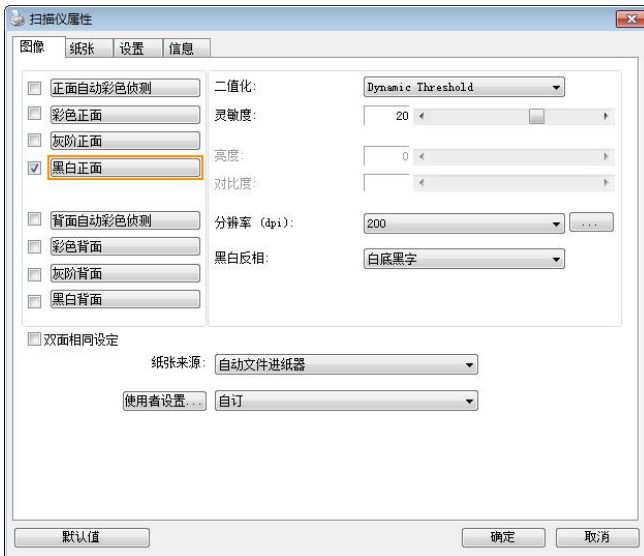 扫描仪属性
图像 纸张 设置 信息
正面自动彩色侦测 二值化: Dynamic Threshold
彩色正面 灵敏度: 20
灰阶正面
亮度: 0
黑白正面
对比度:
背面自动彩色侦测 分辨率 (dpi): 200 ...
彩色背面 黑白反相: 白底黑字
灰阶背面
黑白背面
双面相同设定
纸张来源: 自动文件进纸器
使用者设置... 自订
默认值 确定 取消